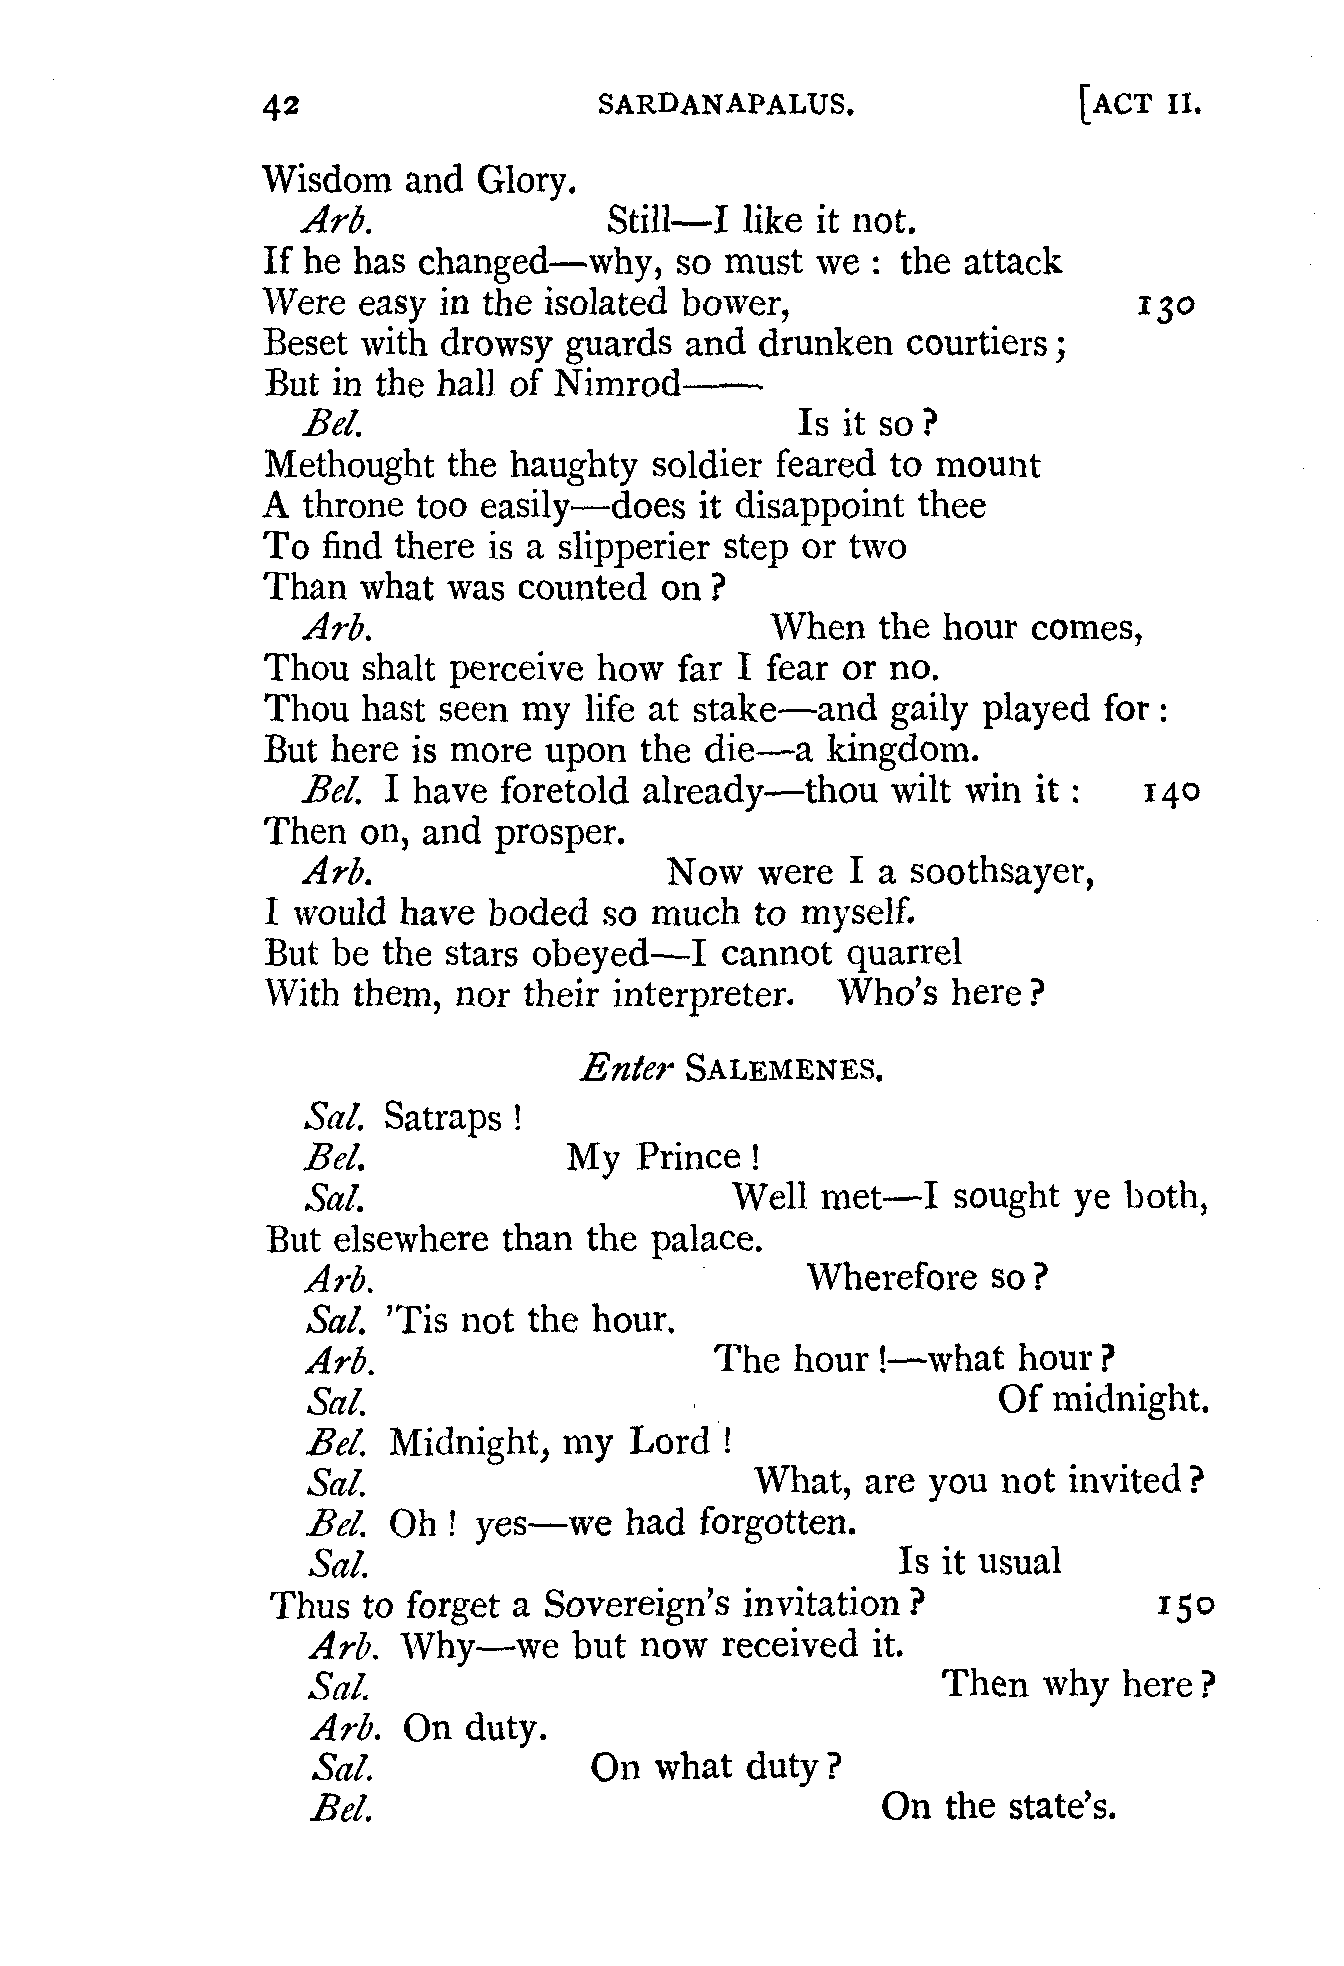 42 SARDANAPALUS. [ACT II.
Wisdom and Glory.
Arb. Still—I like it not.
If he has changed—why, so must we : the attack
Were easy in the isolated bower, 130
Beset with drowsy guards and drunken courtiers ;
But in the hall of Nimrod——
Bel. Is it so ?
Methought the haughty soldier feared to mount
A throne too easily—does it disappoint thee
To find there is a slipperier step or two
Than what was counted on ?
Arb. When the hour comes,
Thou shalt perceive how far I fear or no.
Thou hast seen my life at stake—and gaily played for :
But here is more upon the die—a kingdom.
Bel. I have foretold already—thou wilt win it : 140
Then on, and prosper.
Arb. Now were I a soothsayer,
I would have boded so much to myself.
But be the stars obeyed—I cannot quarrel
With them, nor their interpreter. Who's here ?
Enter SALEMENES.
Sal. Satraps !
Bel. My Prince !
Sal. Well met—I sought ye both,
But elsewhere than the palace.
Arb. Wherefore so ?
Sal. 'Tis not the hour.
Arb. The hour !—what hour ?
Sal. Of midnight.
Bel. Midnight, my Lord !
Sal. What, are you not invited ?
Bel. Oh ! yes—we had forgotten.
Sal. Is it usual
Thus to forget a Sovereign's invitation ? 150
Arb. Why—we but now received it.
Sal. Then why here ?
Arb. On duty.
Sal. On what duty ?
Bel. On the state's.